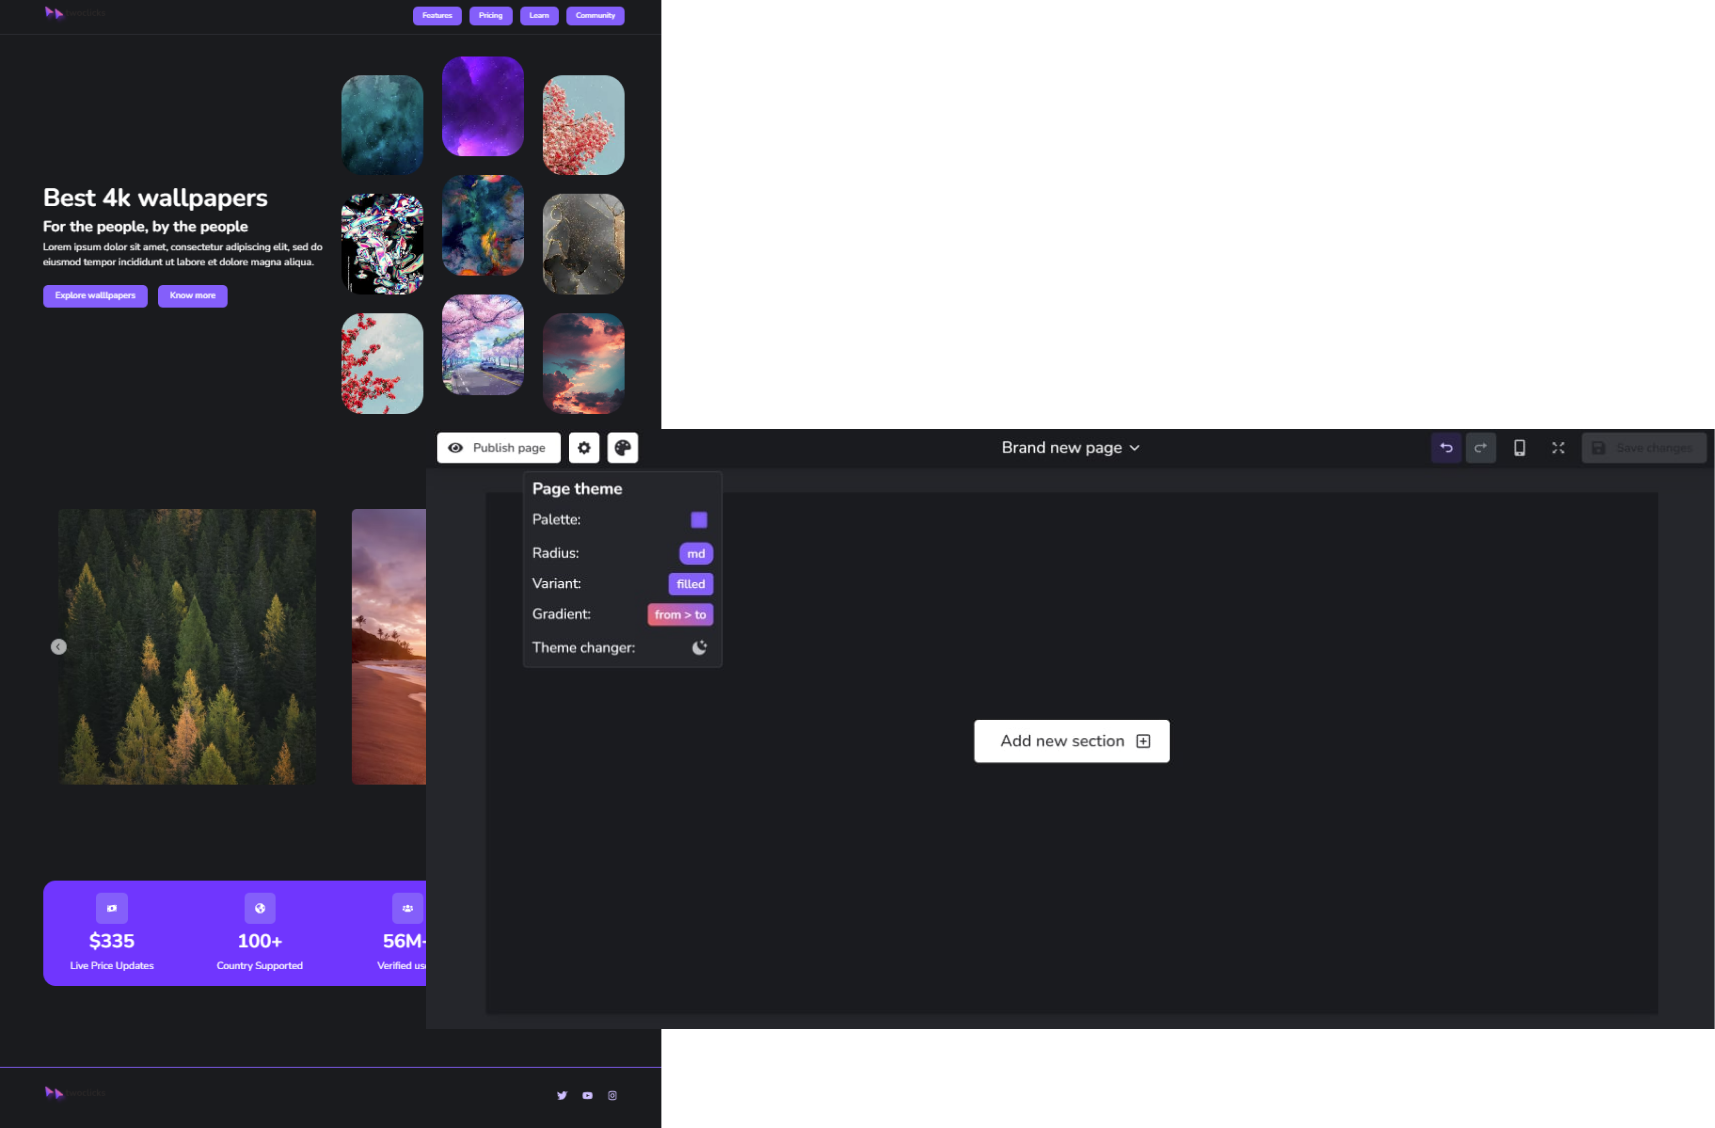 Features Pricing Learn Community
Best 4k wallpapers
For the people, by the people
Lorem ipsum dolor sit amet, consectetur adipiscing elit, sed do
eiusmod tempor incididunt ut labore et dolore magna aliqua.
Explore walllpapers Know more
Publish page Brand new page Save changes
Page theme
Palette:
Radius: md
Variant: filled
Gradient: from > to
Theme changer:
Add new section
$335 100+ 56M
Live Price Updates Country Supported Verified